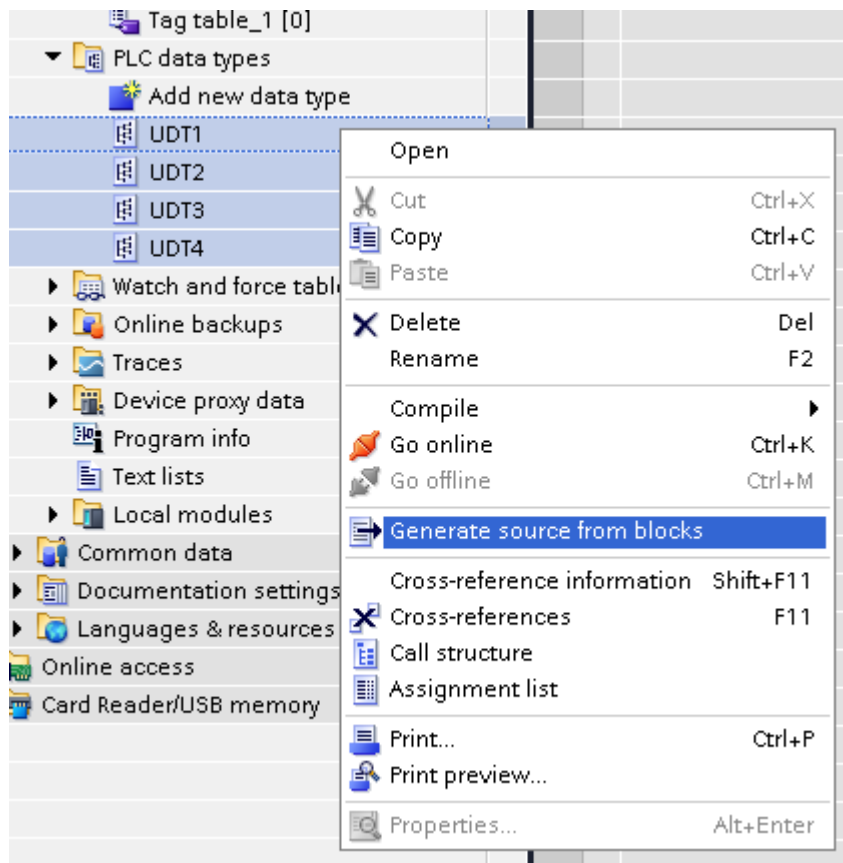 Tag table_1 [0]
PLC data types
Add new data type
UDT1
UDT2
UDT3
UDT4
Watch and force tabl
Online backups
Traces
Device proxy data
Program info
Text lists
Local modules
Common data
Documentation settings
Languages & resources
Online access
Card Reader/USB memory
Open
Cut Ctrl+X
Copy Ctrl+C
Paste Ctrl+V
Delete Del
Rename F2
Compile
Go online Ctrl+K
Go offline Ctrl+M
Generate source from blocks
Cross-reference information Shift+F11
Cross-references F11
Call structure
Assignment list
Print... Ctrl+P
Print preview...
Properties... Alt+Enter